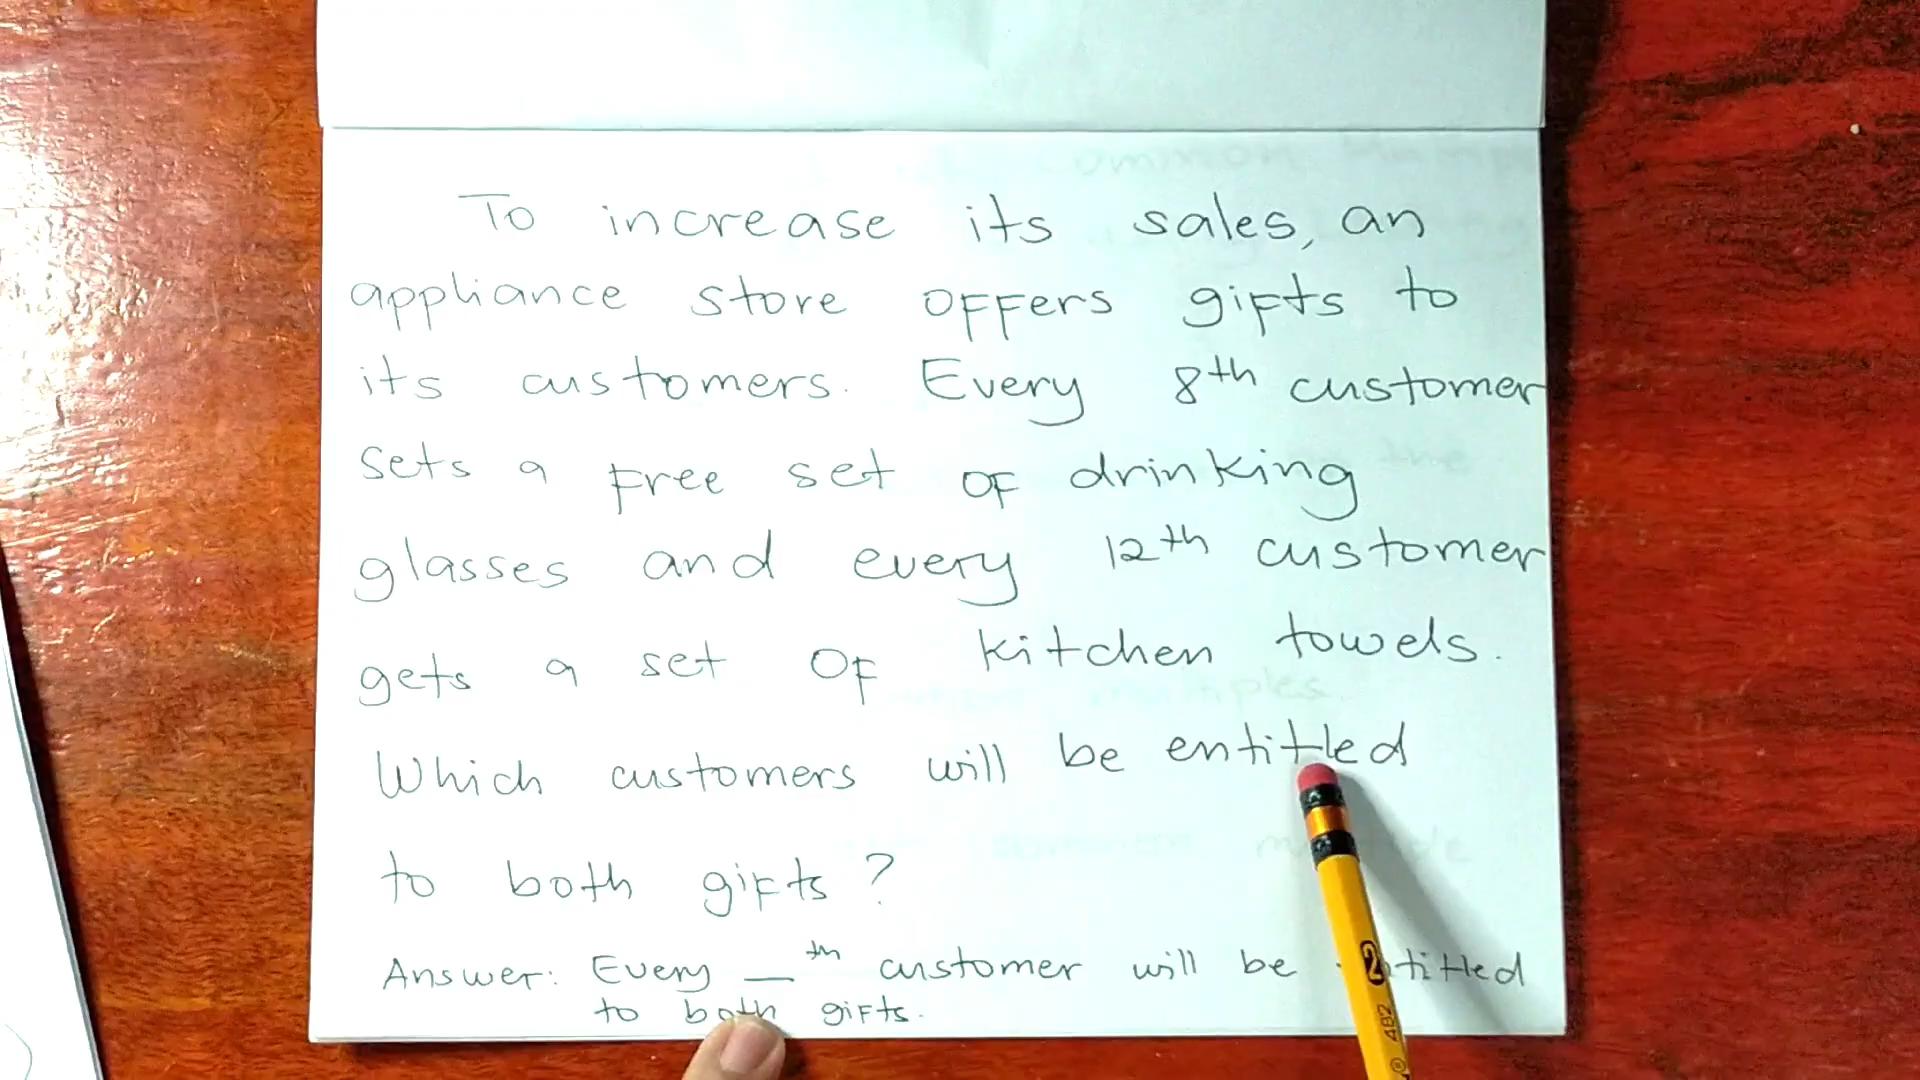 To increase its sales, an
appliance store offers gifts to
its customers. Every 8th customer
gets a free set of drinking
glasses and every 12th customer
gets a set of kitchen towels.
Which customers will be entitled
to both gifts?
Answer: Every __th customer will be entitled
to both gifts.
2
482